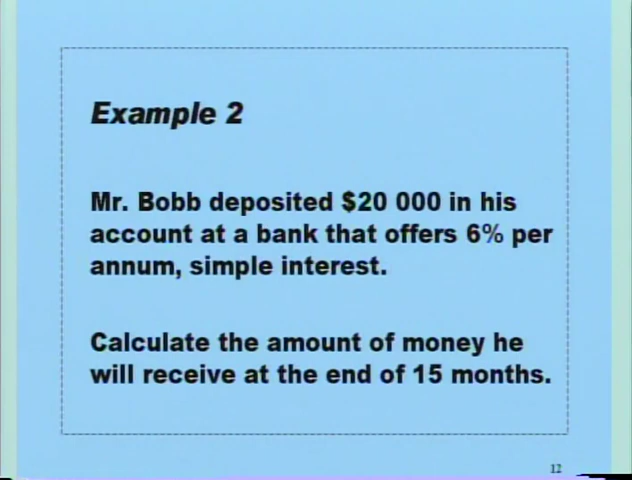 Example 2
Mr. Bobb deposited $20 000 in his
account at a bank that offers 6% per
annum, simple interest.
Calculate the amount of money he
will receive at the end of 15 months.
12